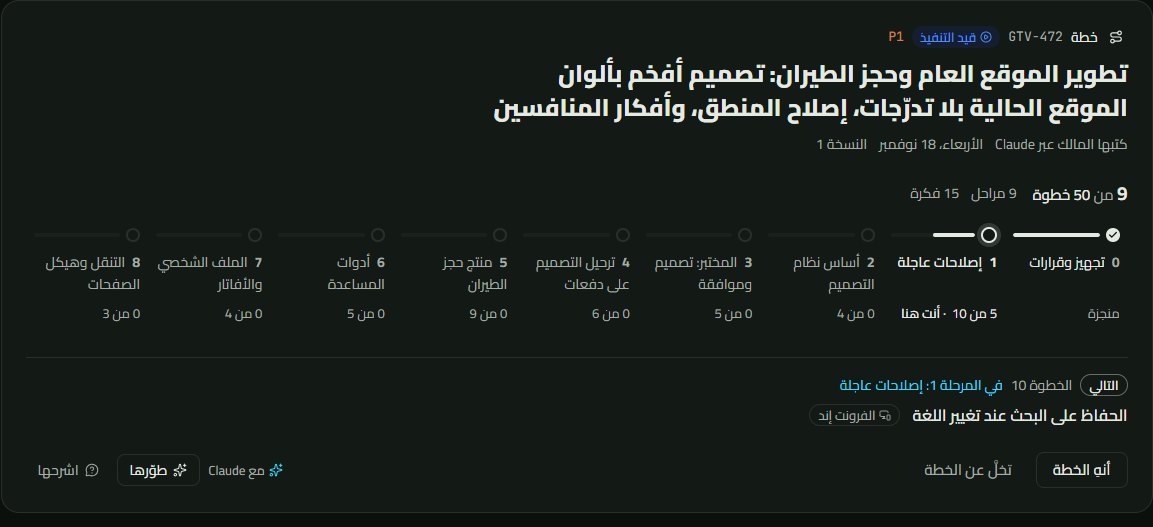 خطة GTV-472 قيد التنفيذ P1
تطوير الموقع العام وحجز الطيران: تصميم أفخم بألوان
الموقع الحالية بلا تدرّجات، إصلاح المنطق، وأفكار المنافسين
كتبها المالك عبر Claude الأربعاء، 18 نوفمبر النسخة 1
9 من 50 خطوة 9 مراحل 15 فكرة
0 تجهيز وقرارات
منجزة
1 إصلاحات عاجلة
5 من 10 · أنت هنا
2 أساس نظام
التصميم
0 من 4
3 المختبر: تصميم
وموافقة
0 من 5
4 ترحيل التصميم
على دفعات
0 من 6
5 منتج حجز
الطيران
0 من 9
6 أدوات
المساعدة
0 من 5
7 الملف الشخصي
والأفاتار
0 من 4
8 التنقل وهيكل
الصفحات
0 من 3
التالي الخطوة 10 في المرحلة 1: إصلاحات عاجلة
الحفاظ على البحث عند تغيير اللغة الفرونت إند
أنهِ الخطة تخلَّ عن الخطة مع Claude طوّرها اشرحها